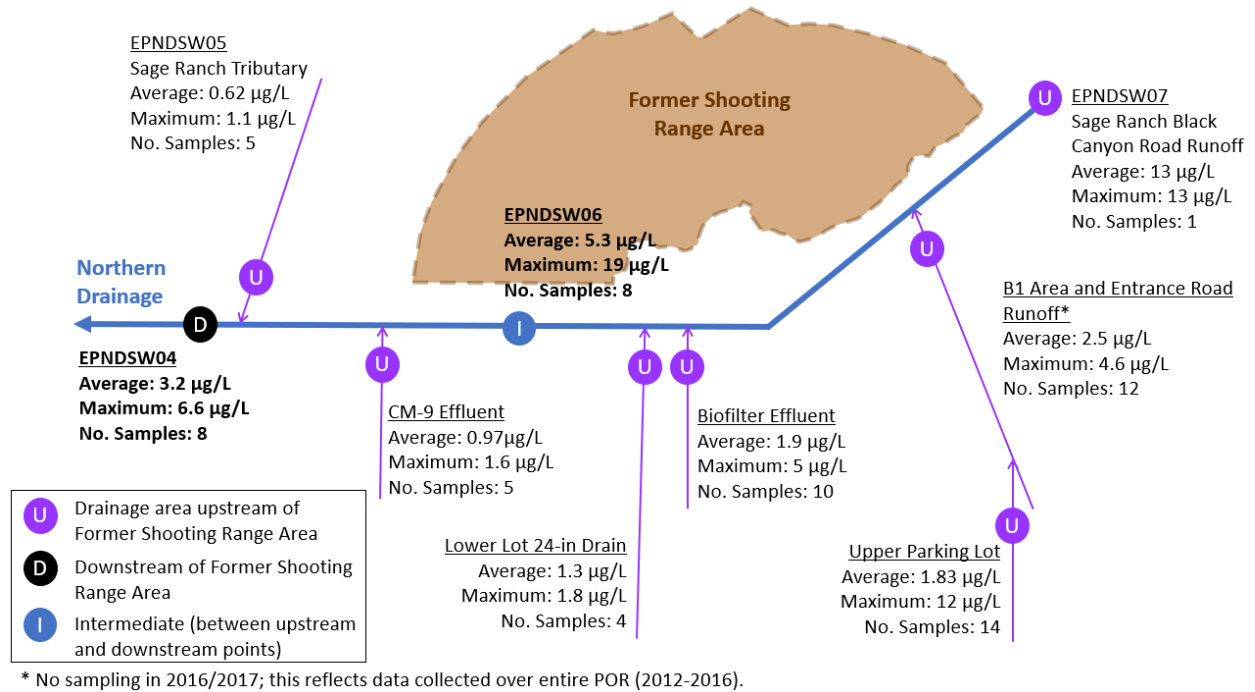 EPNDSW05
Sage Ranch Tributary
Average: 0.62 µg/L
Maximum: 1.1 µg/L
No. Samples: 5
Former Shooting
Range Area
U
EPNDSW07
Sage Ranch Black
Canyon Road Runoff
Average: 13 µg/L
Maximum: 13 µg/L
No. Samples: 1
EPNDSW06
Average: 5.3 µg/L
Maximum: 19 µg/L
No. Samples: 8
U
U
B1 Area and Entrance Road
Runoff*
Average: 2.5 µg/L
Maximum: 4.6 µg/L
No. Samples: 12
Northern
Drainage
D
I
EPNDSW04
Average: 3.2 µg/L
Maximum: 6.6 µg/L
No. Samples: 8
U
CM-9 Effluent
Average: 0.97µg/L
Maximum: 1.6 µg/L
No. Samples: 5
U
U
Biofilter Effluent
Average: 1.9 µg/L
Maximum: 5 µg/L
No. Samples: 10
Lower Lot 24-in Drain
Average: 1.3 µg/L
Maximum: 1.8 µg/L
No. Samples: 4
U
Upper Parking Lot
Average: 1.83 µg/L
Maximum: 12 µg/L
No. Samples: 14
U
Drainage area upstream of
Former Shooting Range Area
D
Downstream of Former Shooting
Range Area
I
Intermediate (between upstream
and downstream points)
* No sampling in 2016/2017; this reflects data collected over entire POR (2012-2016).